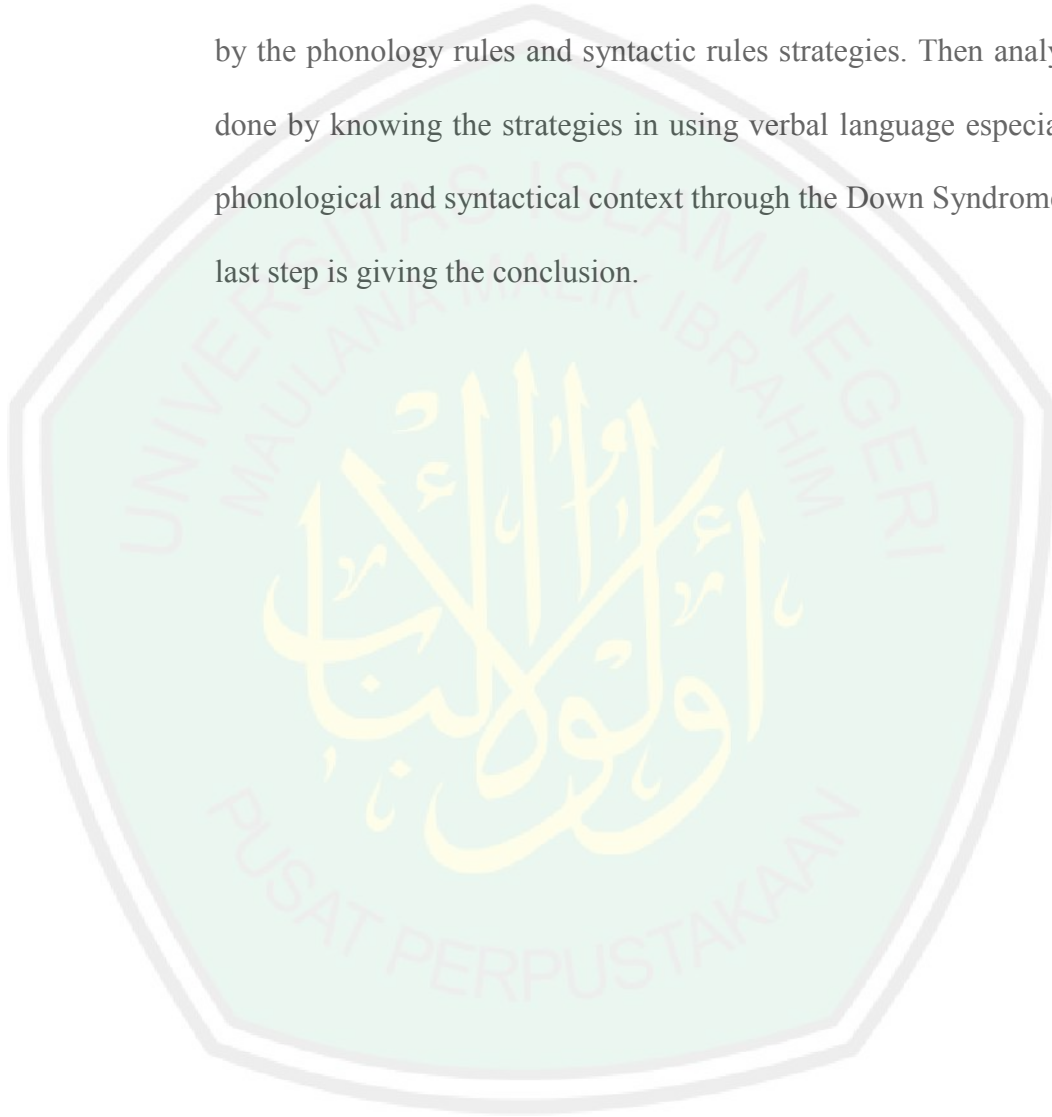 by the phonology rules and syntactic rules strategies. Then
done by knowing the strategies in using verbal language
phonological and syntactical context through the Down Syndrome
last step is giving the conclusion.
UNIVERSITAS ISLAM NEGERI
MAULANA MALIK IBRAHIM
أولوا الألباب
PUSAT PERPUSTAKAAN